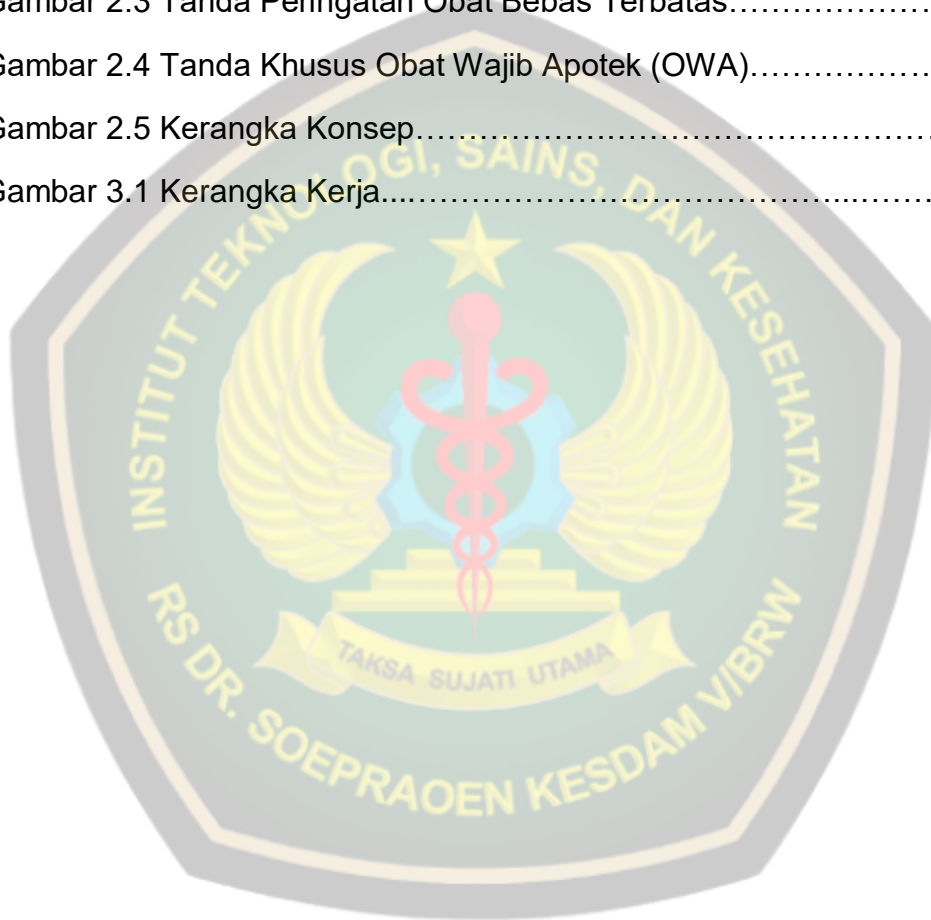 Gambar 2.3 Tanda Peringatan Obat Bebas Terbatas…………………
Gambar 2.4 Tanda Khusus Obat Wajib Apotek (OWA)………………
Gambar 2.5 Kerangka Konsep…………………………………………………
Gambar 3.1 Kerangka Kerja....………………..…………………....………
INSTITUT TEKNOLOGI, SAINS, DAN KESEHATAN
TAKSA SUJATI UTAMA
RS DR. SOEPRAOEN KESDAM V/BRW